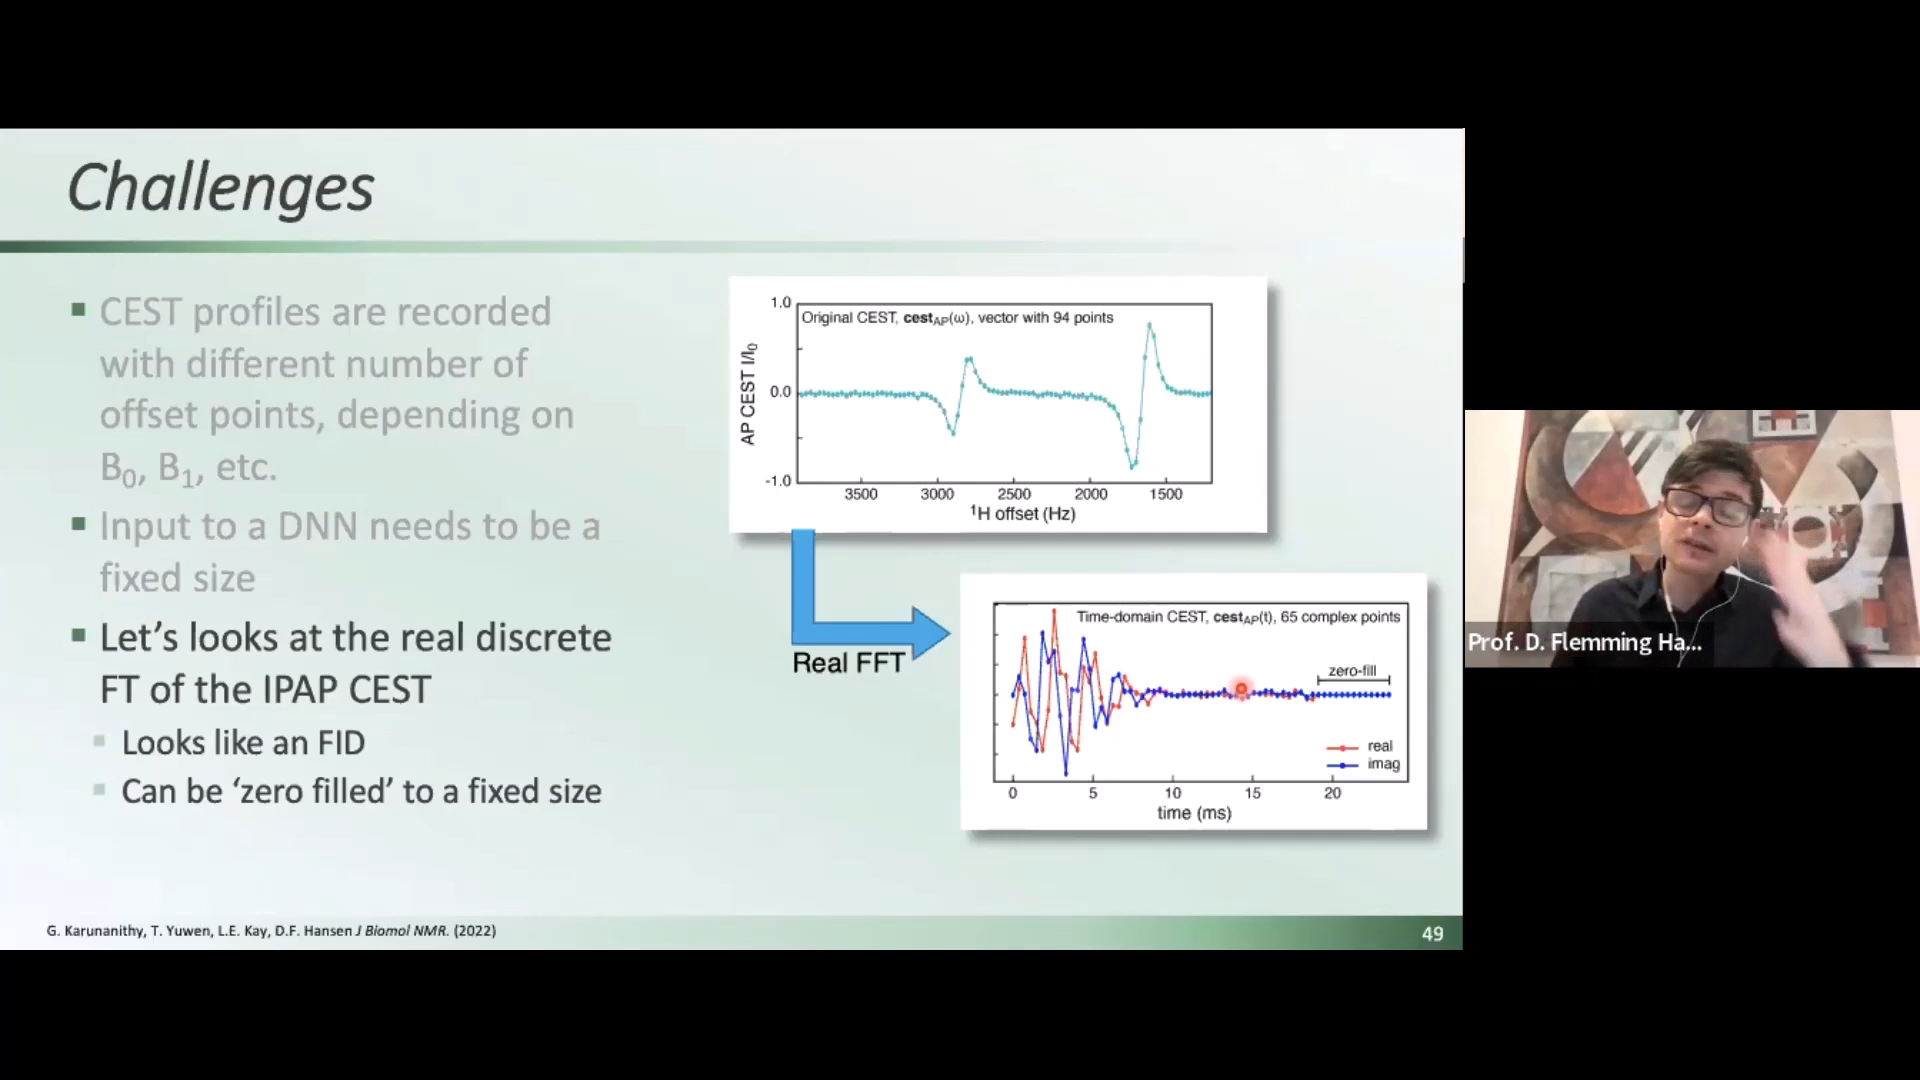 Challenges
CEST profiles are recorded
with different number of
offset points, depending on
B₀, B₁, etc.
Input to a DNN needs to be a
fixed size
Let's looks at the real discrete
FT of the IPAP CEST
Looks like an FID
Can be 'zero filled' to a fixed size
1.0
0.0
-1.0
AP CEST I/I₀
Original CEST, cestAP(ω), vector with 94 points
3500 3000 2500 2000 1500
¹H offset (Hz)
Real FFT
Time-domain CEST, cestAP(t), 65 complex points
zero-fill
real
imag
0 5 10 15 20
time (ms)
G. Karunanithy, T. Yuwen, L.E. Kay, D.F. Hansen J Biomol NMR. (2022)
49
Prof. D. Flemming Ha...